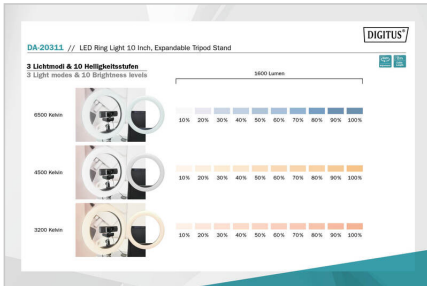 DIGITUS®
DA-20311 // LED Ring Light 10 Inch, Expandable Tripod Stand
3 Lichtmodi & 10 Helligkeitsstufen
3 Light modes & 10 Brightness levels
1600 Lumen
6500 Kelvin
10% 20% 30% 40% 50% 60% 70% 80% 90% 100%
4500 Kelvin
10% 20% 30% 40% 50% 60% 70% 80% 90% 100%
3200 Kelvin
10% 20% 30% 40% 50% 60% 70% 80% 90% 100%